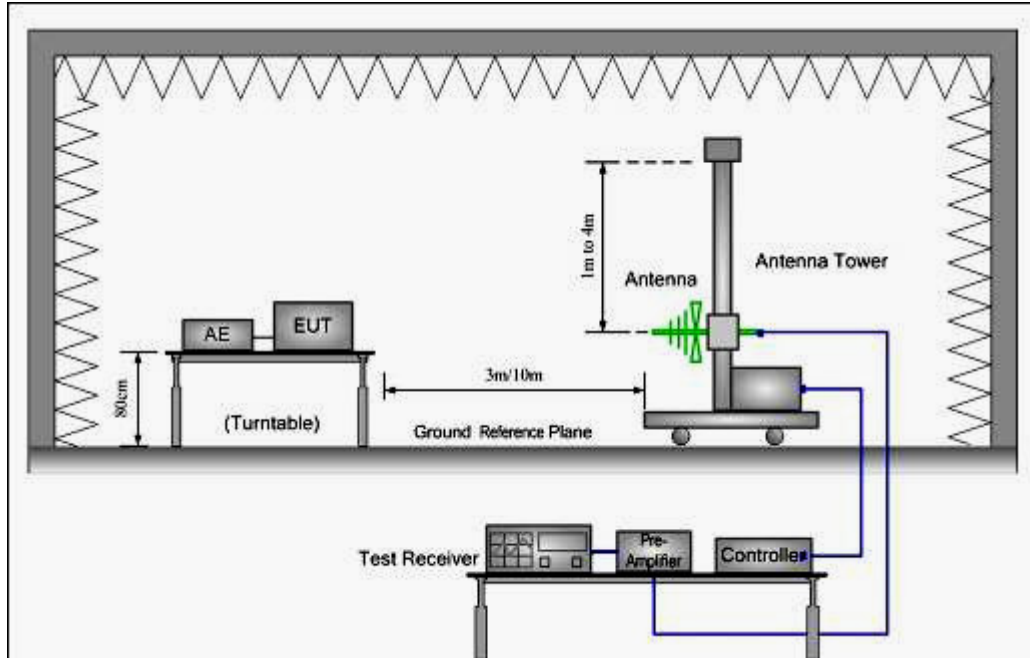 1m to 4m
Antenna
Antenna Tower
AE
EUT
80cm
3m/10m
(Turntable)
Ground Reference Plane
Test Receiver
Pre-
Amplifier
Controller